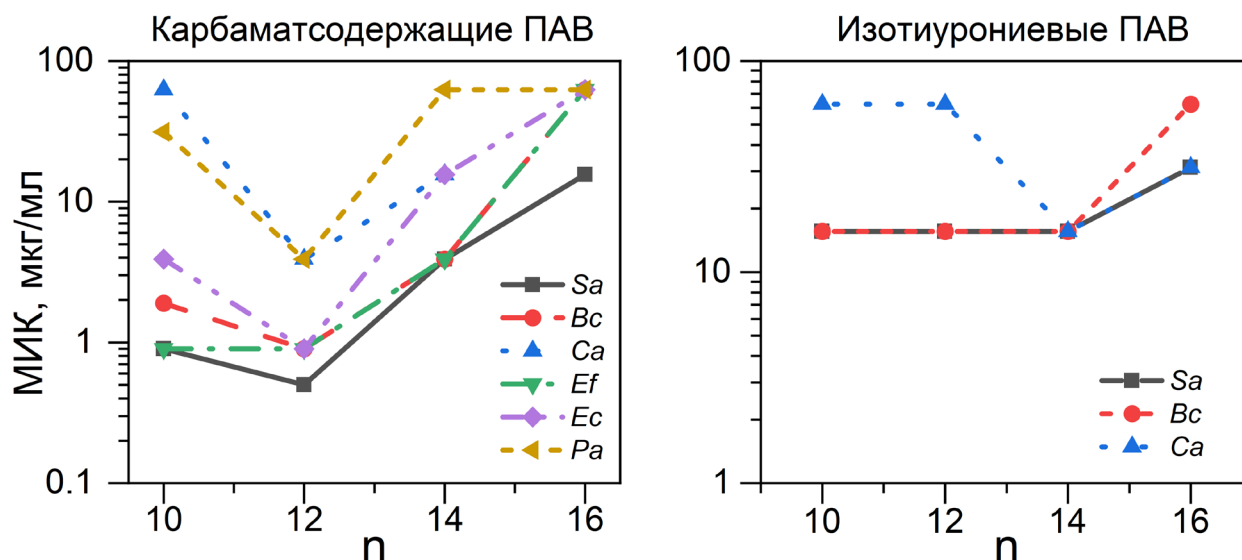 Карбаматсодержащие ПАВ
МИК, мкг/мл
100
10
1
0.1
Sa
Bc
Ca
Ef
Ec
Pa
10 12 14 16
n
Изотиурониевые ПАВ
100
10
1
Sa
Bc
Ca
10 12 14 16
n